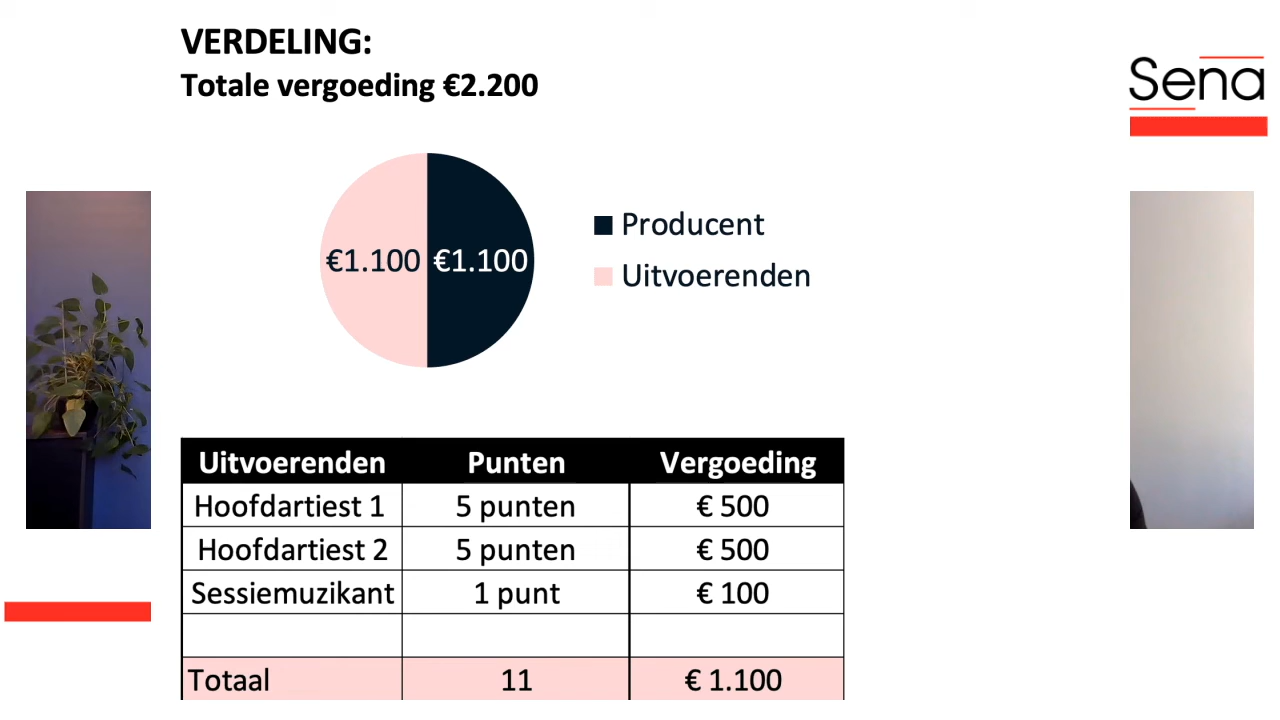 VERDELING:
Totale vergoeding €2.200
Sena
€1.100 €1.100
Producent
Uitvoerenden
Uitvoerenden Punten Vergoeding
Hoofdartiest 1 5 punten € 500
Hoofdartiest 2 5 punten € 500
Sessiemuzikant 1 punt € 100
Totaal 11 € 1.100